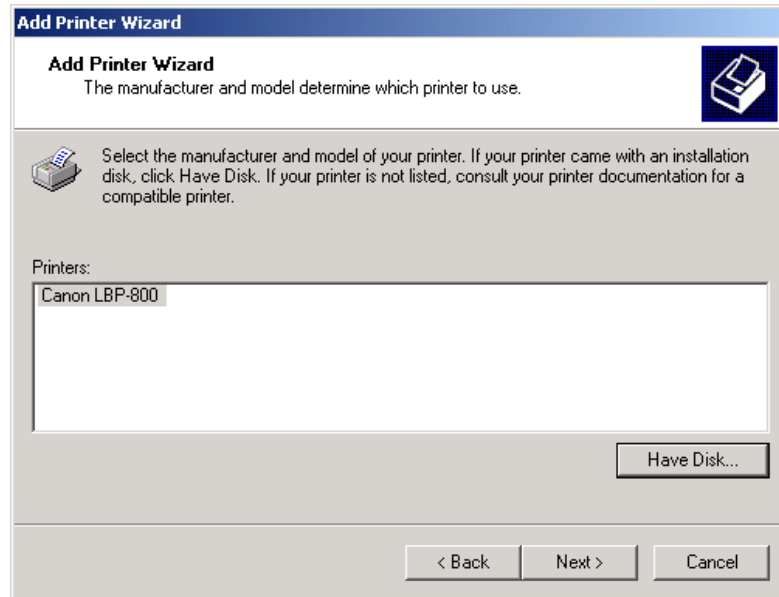 Add Printer Wizard
Add Printer Wizard
The manufacturer and model determine which printer to use.
Select the manufacturer and model of your printer. If your printer came with an installation
disk, click Have Disk. If your printer is not listed, consult your printer documentation for a
compatible printer.
Printers:
Canon LBP-800
Have Disk...
< Back
Next >
Cancel